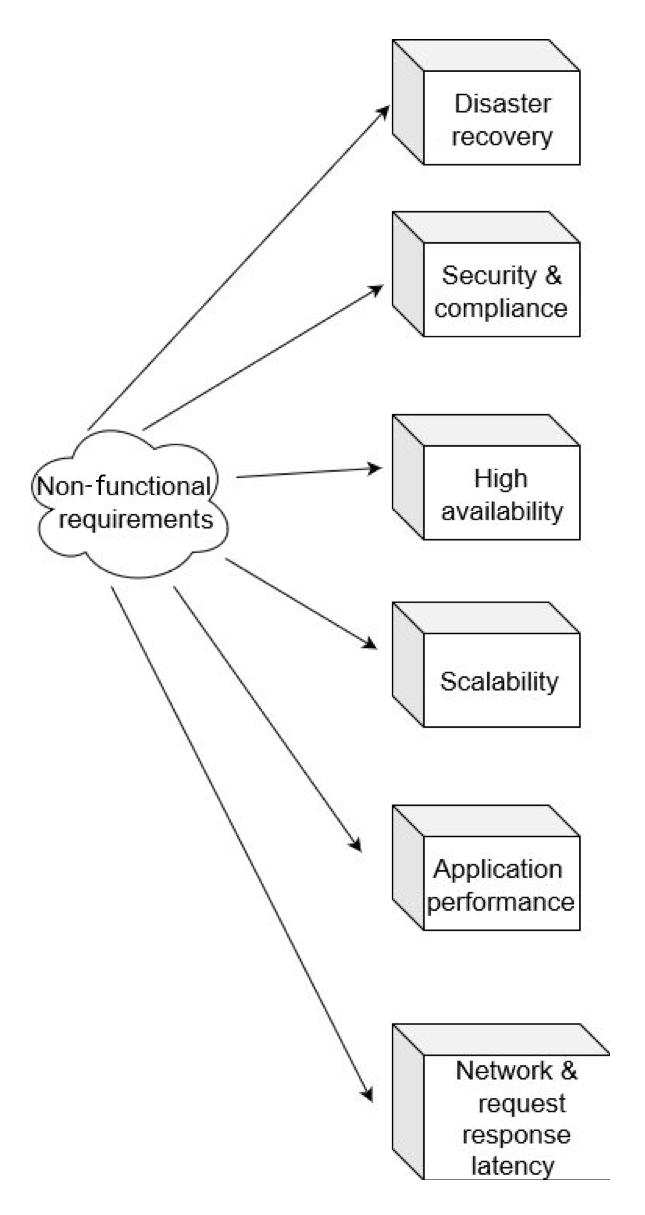 Disaster
recovery
Security &
compliance
Non-functional
requirements
High
availability
Scalability
Application
performance
Network &
request
response
latency